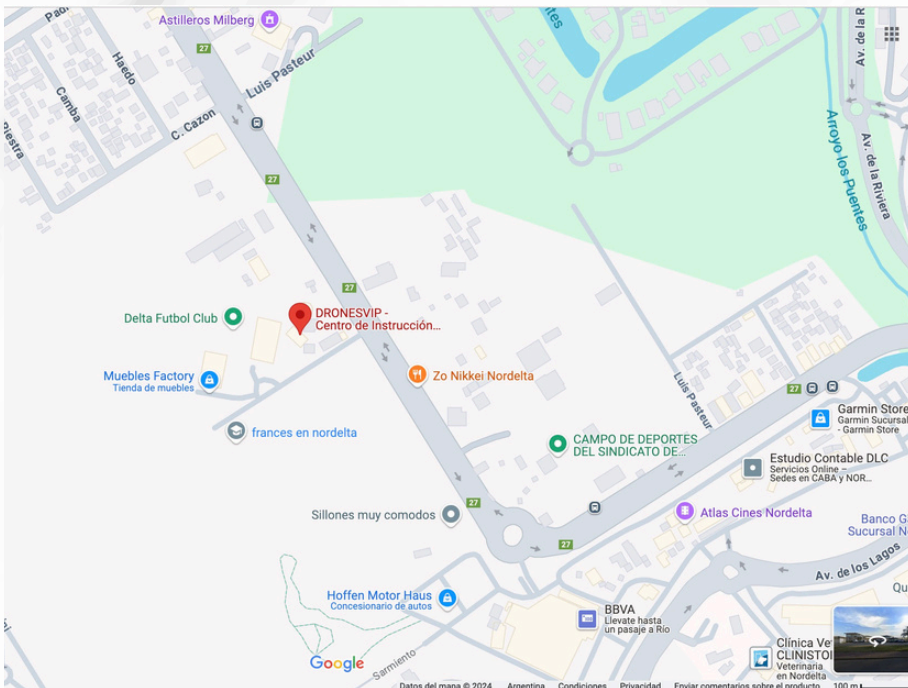 Astilleros Milberg
27
Luis Pasteur
Haedo
Camba
C. Cazon
27
Av. de la Riviera
Arroyo los Puentes
27
Delta Futbol Club
DRONESVIP -
Centro de Instrucción...
Muebles Factory
Tienda de muebles
Zo Nikkei Nordelta
Luis Pasteur
27
frances en nordelta
Garmin Store
Garmin Sucursal
- Garmin Store
CAMPO DE DEPORTES
DEL SINDICATO DE...
Estudio Contable DLC
Servicios Online –
Sedes en CABA y NOR...
27
Sillones muy comodos
Atlas Cines Nordelta
27
Banco G
Sucursal N
Av. de los Lagos
Hoffen Motor Haus
Concesionario de autos
BBVA
Llevate hasta
un pasaje a Río
Qu
Clínica Ve
CLINISTO
Veterinaria
en Nordelta
Google
Sarmiento
Datos del mapa © 2024 Argentina Condiciones Privacidad Enviar comentarios sobre el producto 100 m